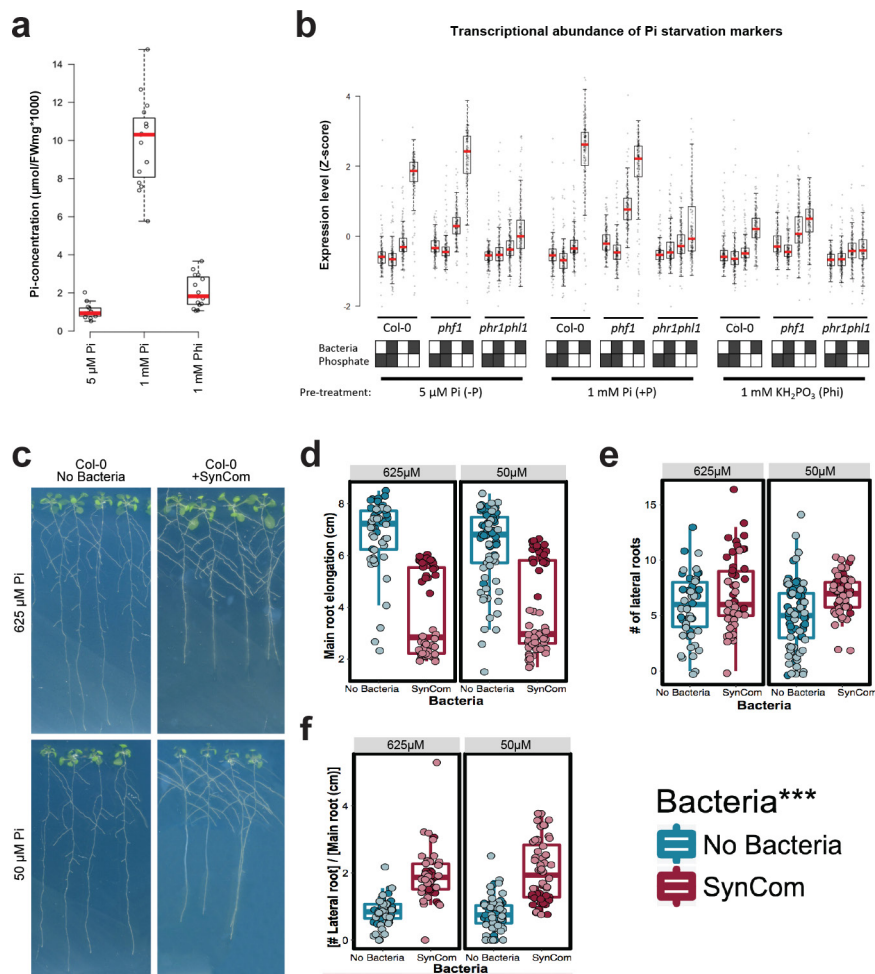 a
Pi-concentration (µmol/FWmg*1000)
14
12
10
8
6
4
2
0
5 µM Pi
1 mM Pi
1 mM Phi
b
Transcriptional abundance of Pi starvation markers
Expression level (Z-score)
4
2
-0
-2
Col-0 phf1 phr1phl1 Col-0 phf1 phr1phl1 Col-0 phf1 phr1phl1
Bacteria
Phosphate
Pre-treatment: 5 µM Pi (-P) 1 mM Pi (+P) 1 mM KH₂PO₃ (Phi)
c
Col-0
No Bacteria
Col-0
+SynCom
625 µM Pi
50 µM Pi
d
625µM 50µM
Main root elongation (cm)
8
6
4
2
No Bacteria SynCom No Bacteria SynCom
Bacteria
e
625µM 50µM
# of lateral roots
15
10
5
0
No Bacteria SynCom No Bacteria SynCom
Bacteria
f
625µM 50µM
[# Lateral root] / [Main root (cm)]
4
2
0
No Bacteria SynCom No Bacteria SynCom
Bacteria
Bacteria***
No Bacteria
SynCom